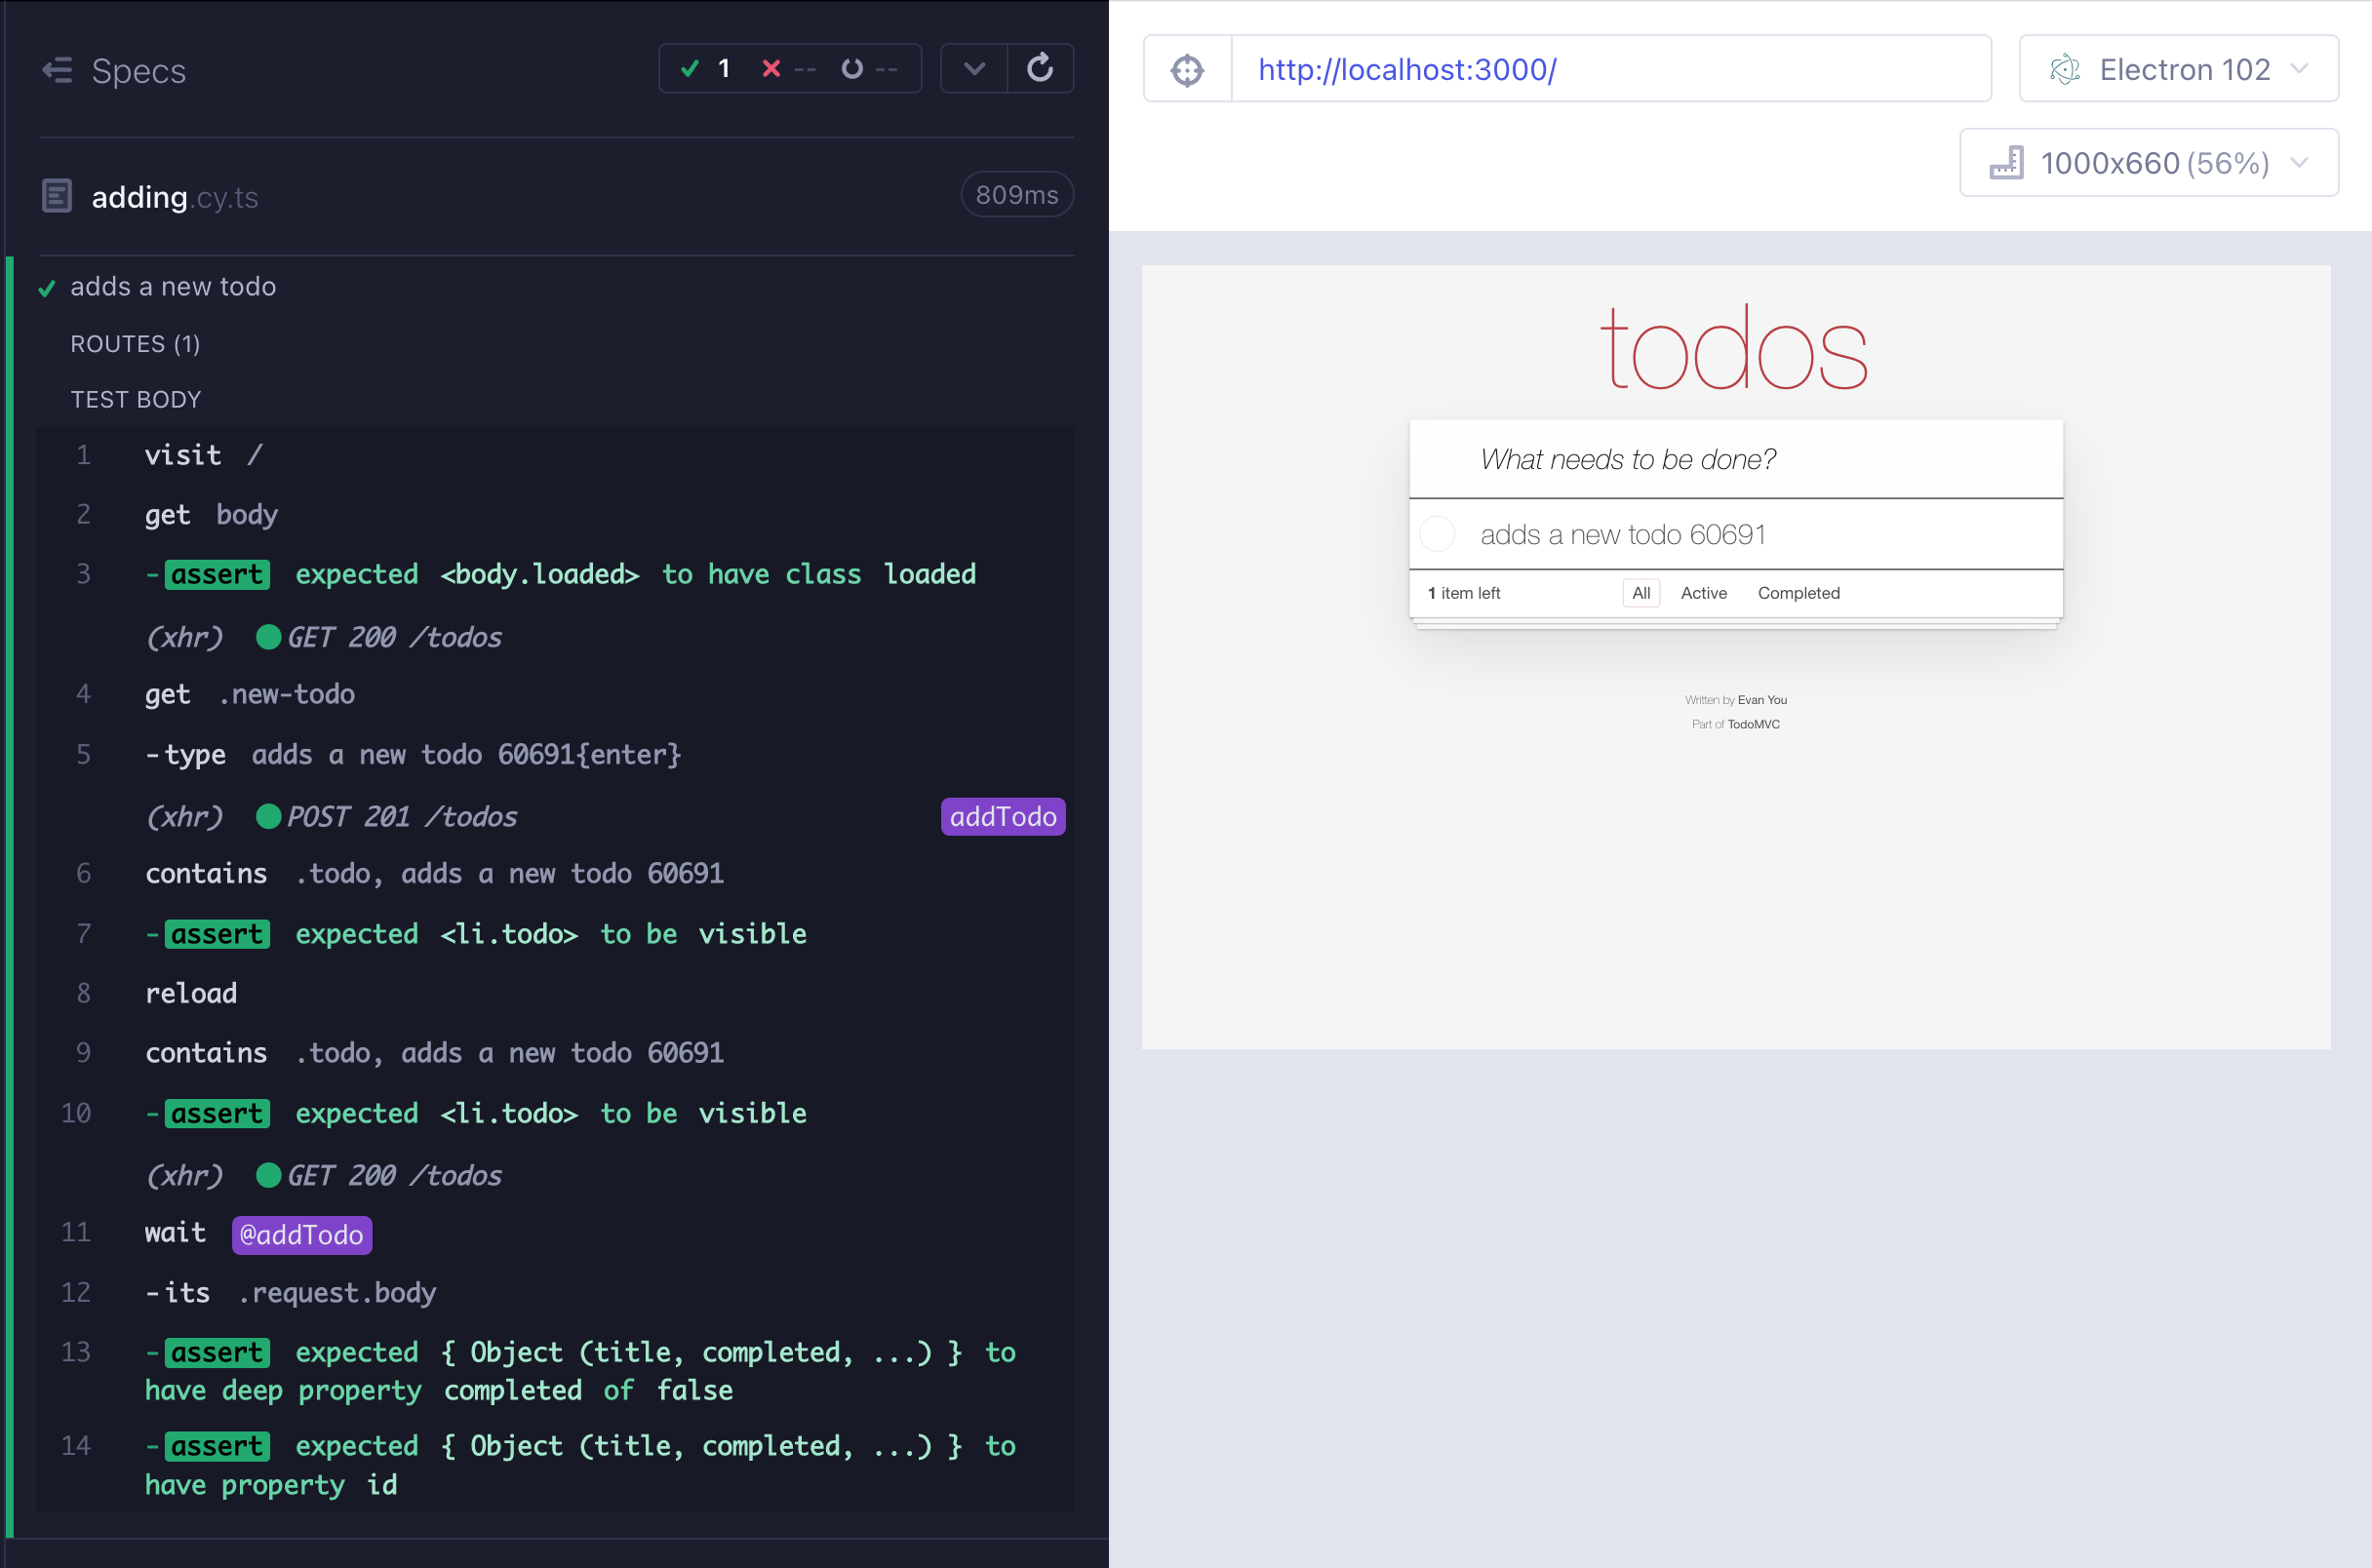 Specs
1 -- --
adding.cy.ts
809ms
adds a new todo
ROUTES (1)
TEST BODY
1 visit /
2 get body
3 -assert expected <body.loaded> to have class loaded
(xhr) GET 200 /todos
4 get .new-todo
5 -type adds a new todo 60691{enter}
(xhr) POST 201 /todos addTodo
6 contains .todo, adds a new todo 60691
7 -assert expected <li.todo> to be visible
8 reload
9 contains .todo, adds a new todo 60691
10 -assert expected <li.todo> to be visible
(xhr) GET 200 /todos
11 wait @addTodo
12 -its .request.body
13 -assert expected { Object (title, completed, ...) } to
have deep property completed of false
14 -assert expected { Object (title, completed, ...) } to
have property id
http://localhost:3000/
Electron 102
1000x660 (56%)
todos
What needs to be done?
adds a new todo 60691
1 item left All Active Completed
Written by Evan You
Part of TodoMVC